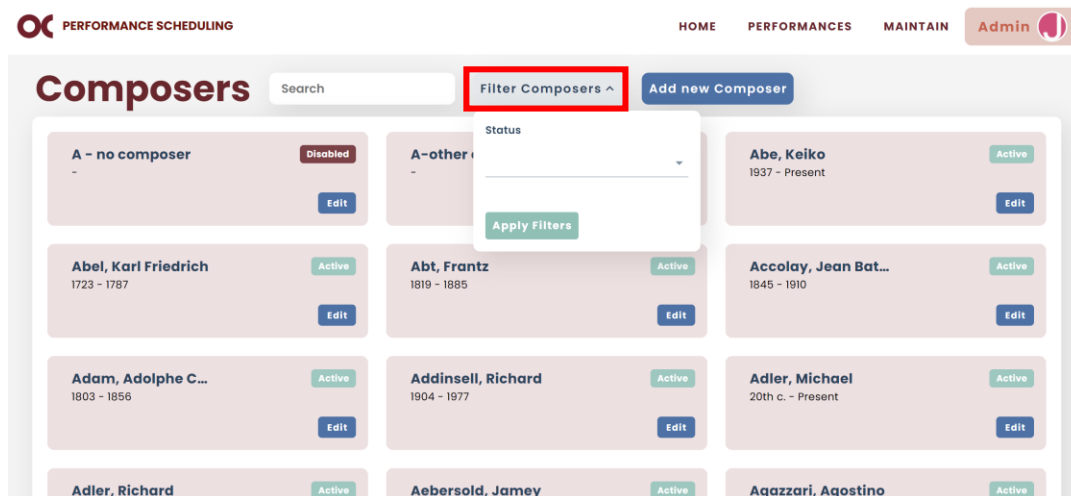 PERFORMANCE SCHEDULING
HOME PERFORMANCES MAINTAIN Admin
Composers Search Filter Composers Add new Composer
Status
Apply Filters
A - no composer Disabled
-
Edit
A-other
-
Abe, Keiko Active
1937 - Present
Edit
Abel, Karl Friedrich Active
1723 - 1787
Edit
Abt, Frantz Active
1819 - 1885
Edit
Accolay, Jean Bat... Active
1845 - 1910
Edit
Adam, Adolphe C... Active
1803 - 1856
Edit
Addinsell, Richard Active
1904 - 1977
Edit
Adler, Michael Active
20th c. - Present
Edit
Adler, Richard Active
Aebersold, Jamey Active
Agazzari, Agostino Active